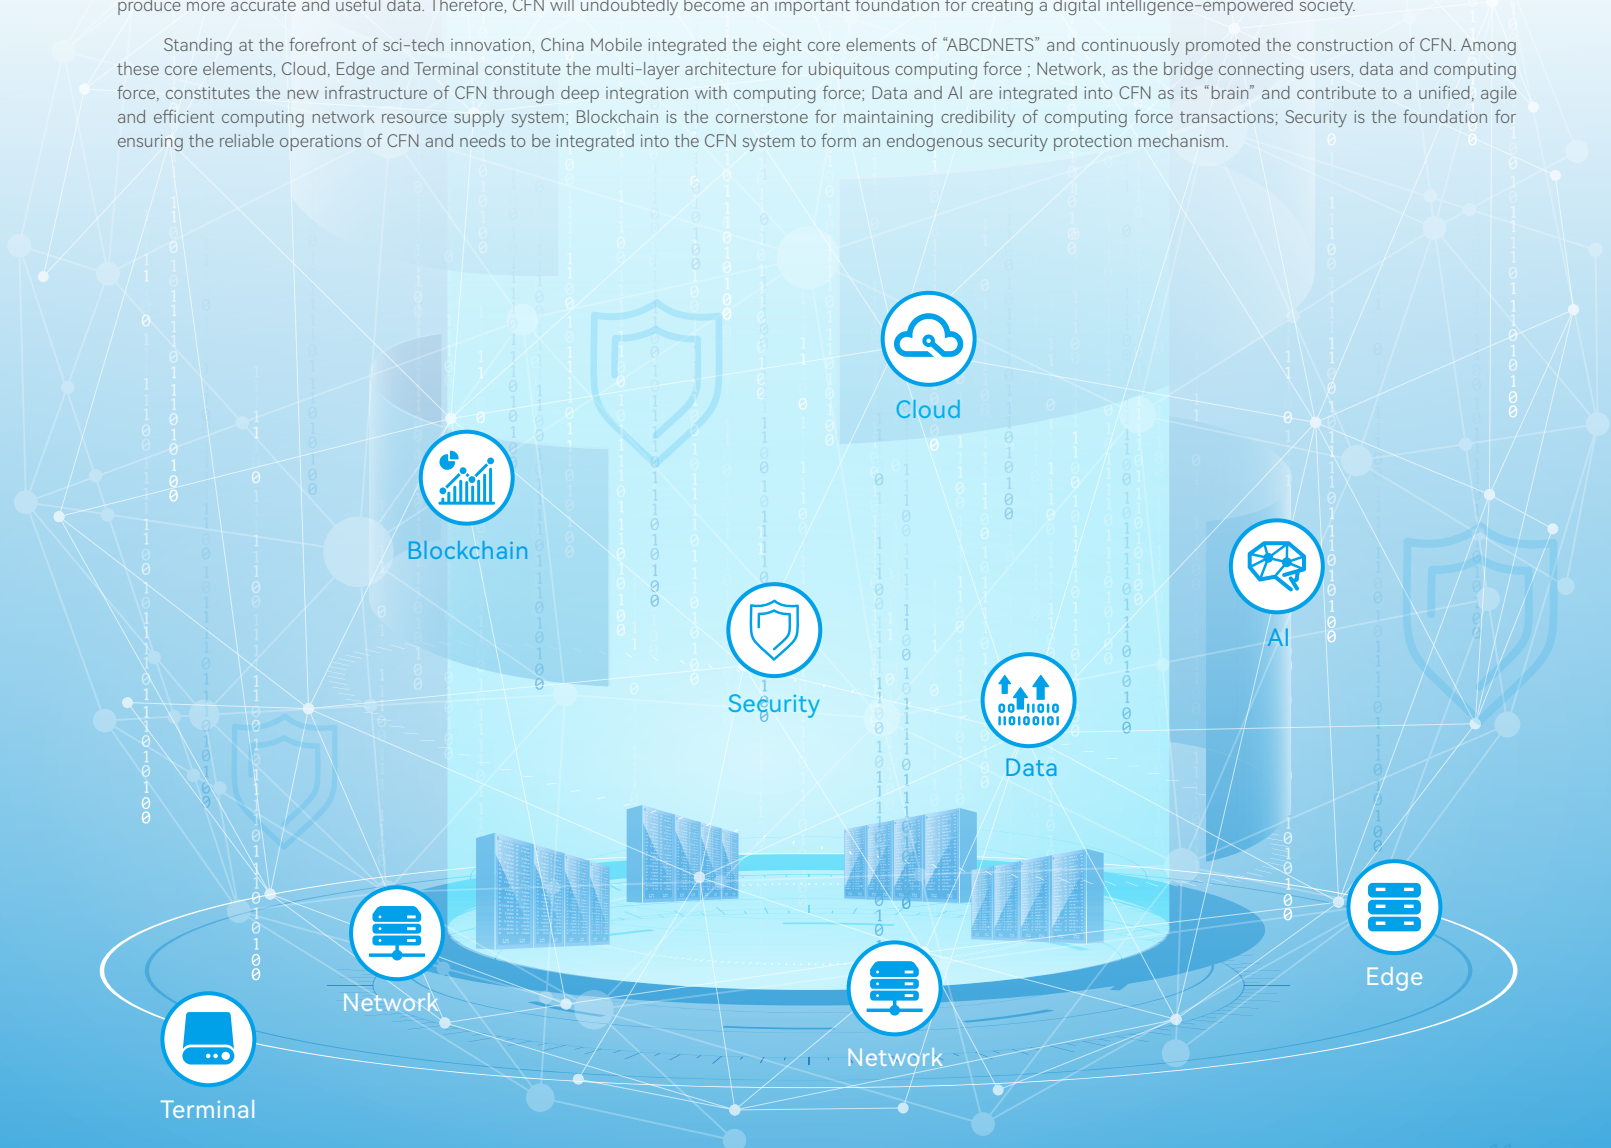 produce more accurate and useful data. Therefore, CFN will undoubtedly become an important foundation for creating a digital intelligence-empowered society.
Standing at the forefront of sci-tech innovation, China Mobile integrated the eight core elements of “ABCDNETS” and continuously promoted the construction of CFN. Among
these core elements, Cloud, Edge and Terminal constitute the multi-layer architecture for ubiquitous computing force ; Network, as the bridge connecting users, data and computing
force, constitutes the new infrastructure of CFN through deep integration with computing force; Data and AI are integrated into CFN as its “brain” and contribute to a unified, agile
and efficient computing network resource supply system; Blockchain is the cornerstone for maintaining credibility of computing force transactions; Security is the foundation for
ensuring the reliable operations of CFN and needs to be integrated into the CFN system to form an endogenous security protection mechanism.
Cloud
Blockchain
AI
Security
00 11010
110100101
Data
Edge
Network
Network
Terminal